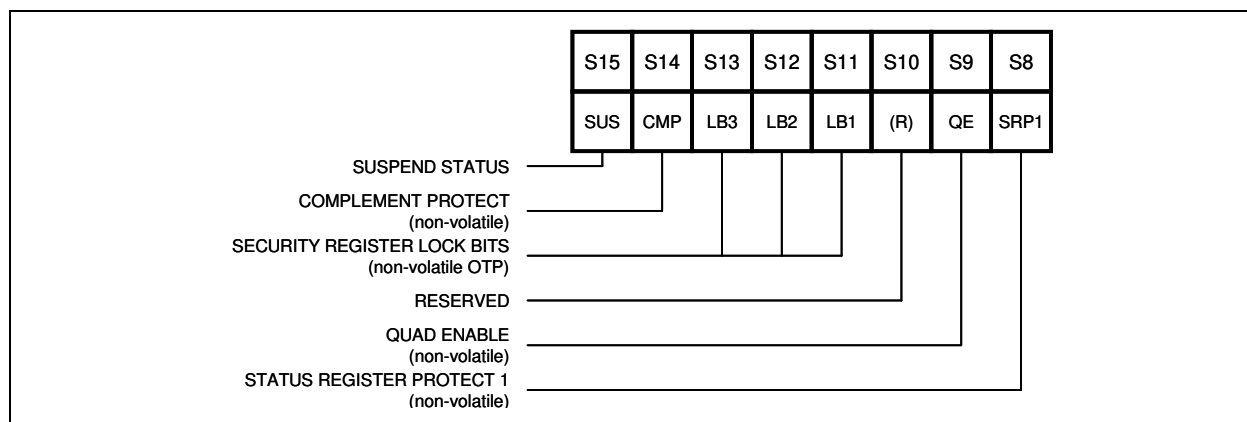 S15 S14 S13 S12 S11 S10 S9 S8
SUS CMP LB3 LB2 LB1 (R) QE SRP1
SUSPEND STATUS
COMPLEMENT PROTECT
(non-volatile)
SECURITY REGISTER LOCK BITS
(non-volatile OTP)
RESERVED
QUAD ENABLE
(non-volatile)
STATUS REGISTER PROTECT 1
(non-volatile)